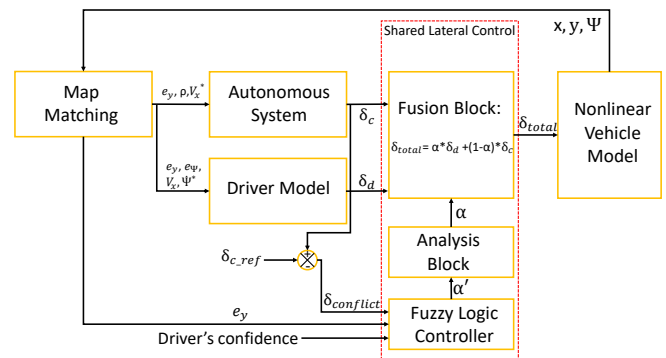 Shared Lateral Control
x, y, Ψ
Map
Matching
e_y, ρ, V_x^*
Autonomous
System
δ_c
Fusion Block:
δ_total = α*δ_d +(1-α)*δ_c
δ_total
Nonlinear
Vehicle
Model
e_y, e_Ψ,
V_x, Ψ^*
Driver Model
δ_d
α
δ_c_ref
+
-
Analysis
Block
α′
δ_conflict
e_y
Fuzzy Logic
Controller
Driver's confidence